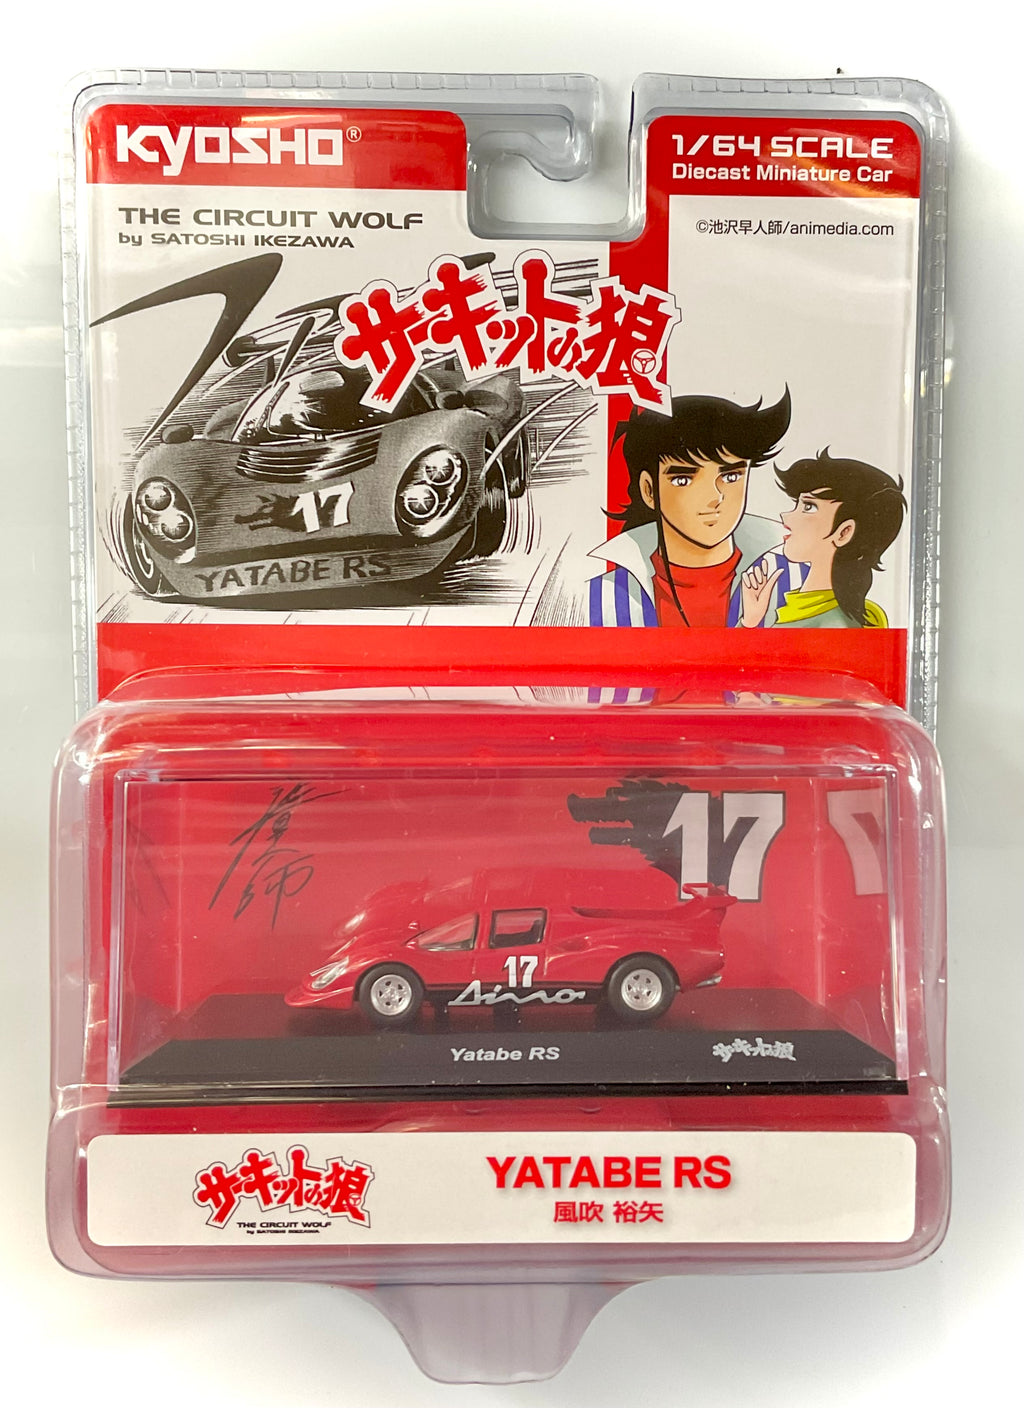 KYOSHO®
1/64 SCALE
Diecast Miniature Car
THE CIRCUIT WOLF
by SATOSHI IKEZAWA
©池沢早人師/animedia.com
サーキットの狼
17
YATABE RS
17
17
Dino
Yatabe RS
サーキットの狼
サーキットの狼
THE CIRCUIT WOLF
by SATOSHI IKEZAWA
YATABE RS
風吹 裕矢